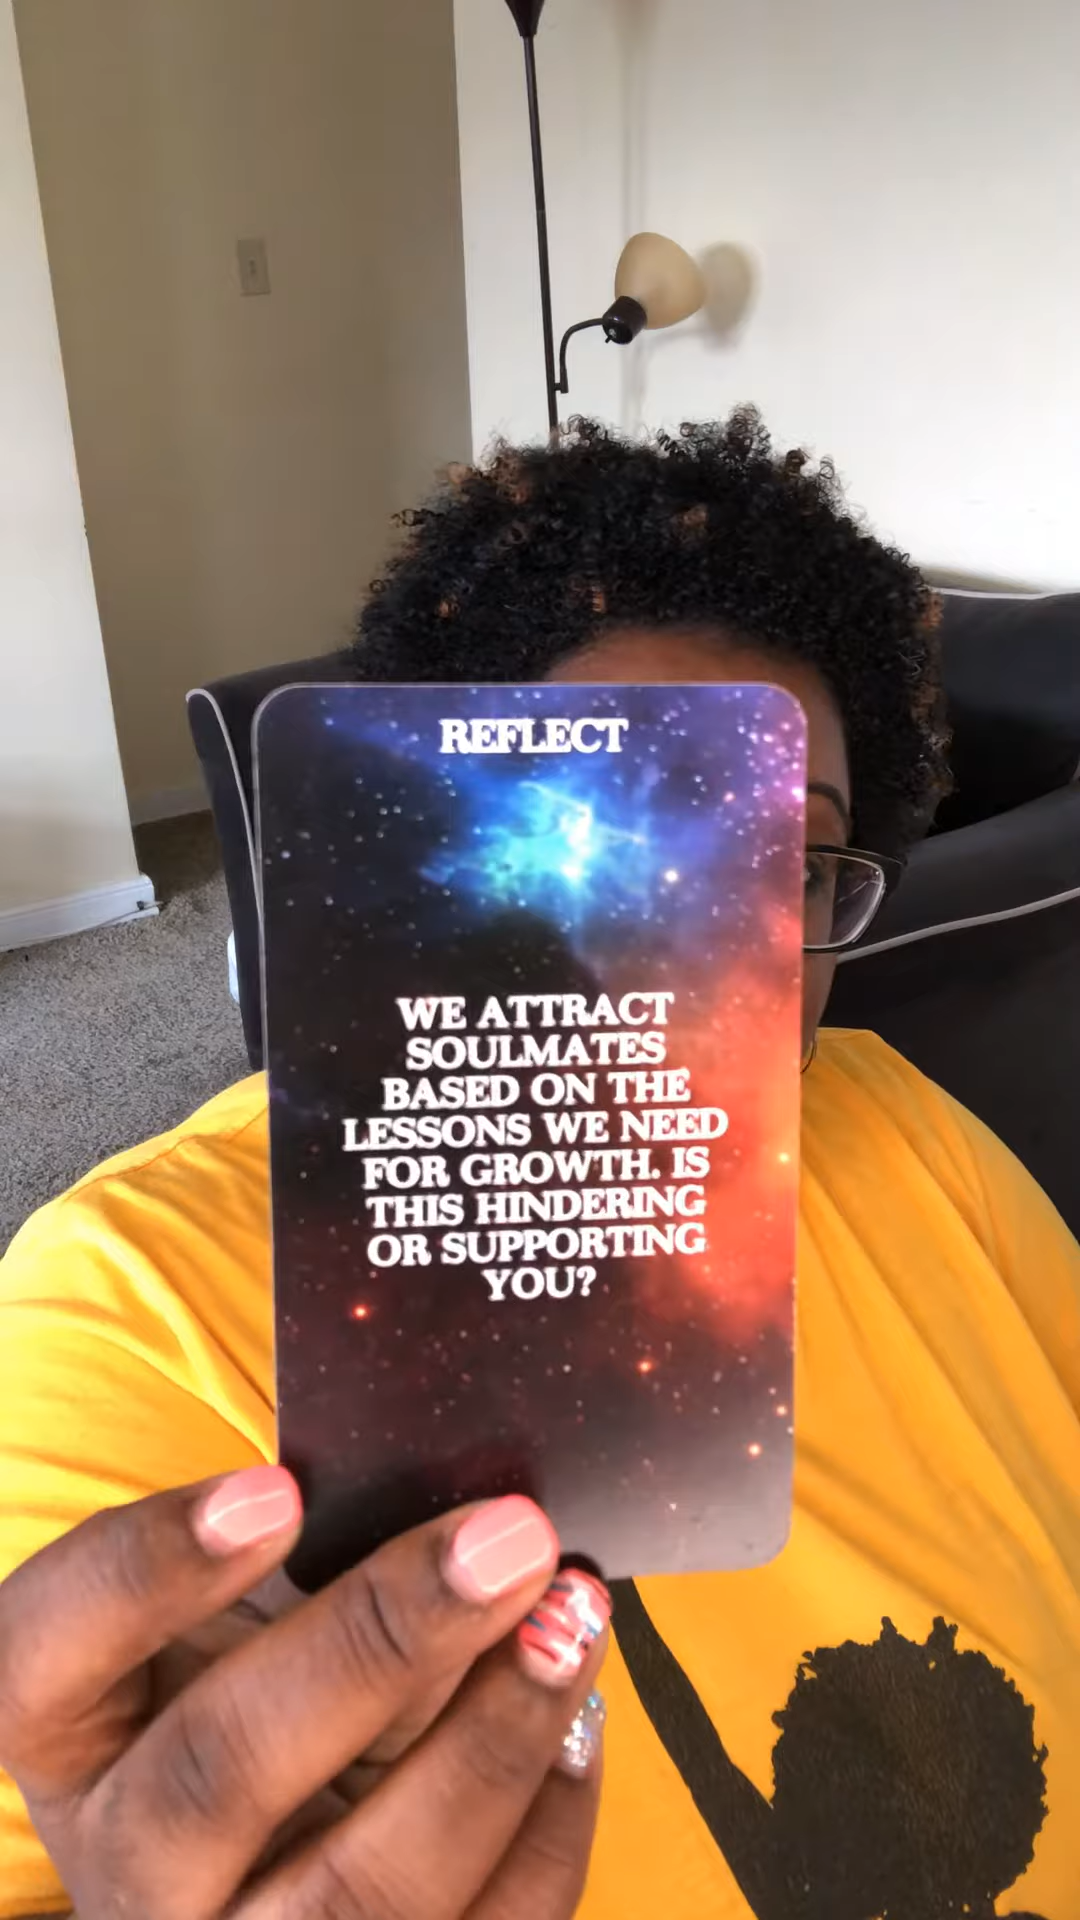 REFLECT
WE ATTRACT
SOULMATES
BASED ON THE
LESSONS WE NEED
FOR GROWTH. IS
THIS HINDERING
OR SUPPORTING
YOU?